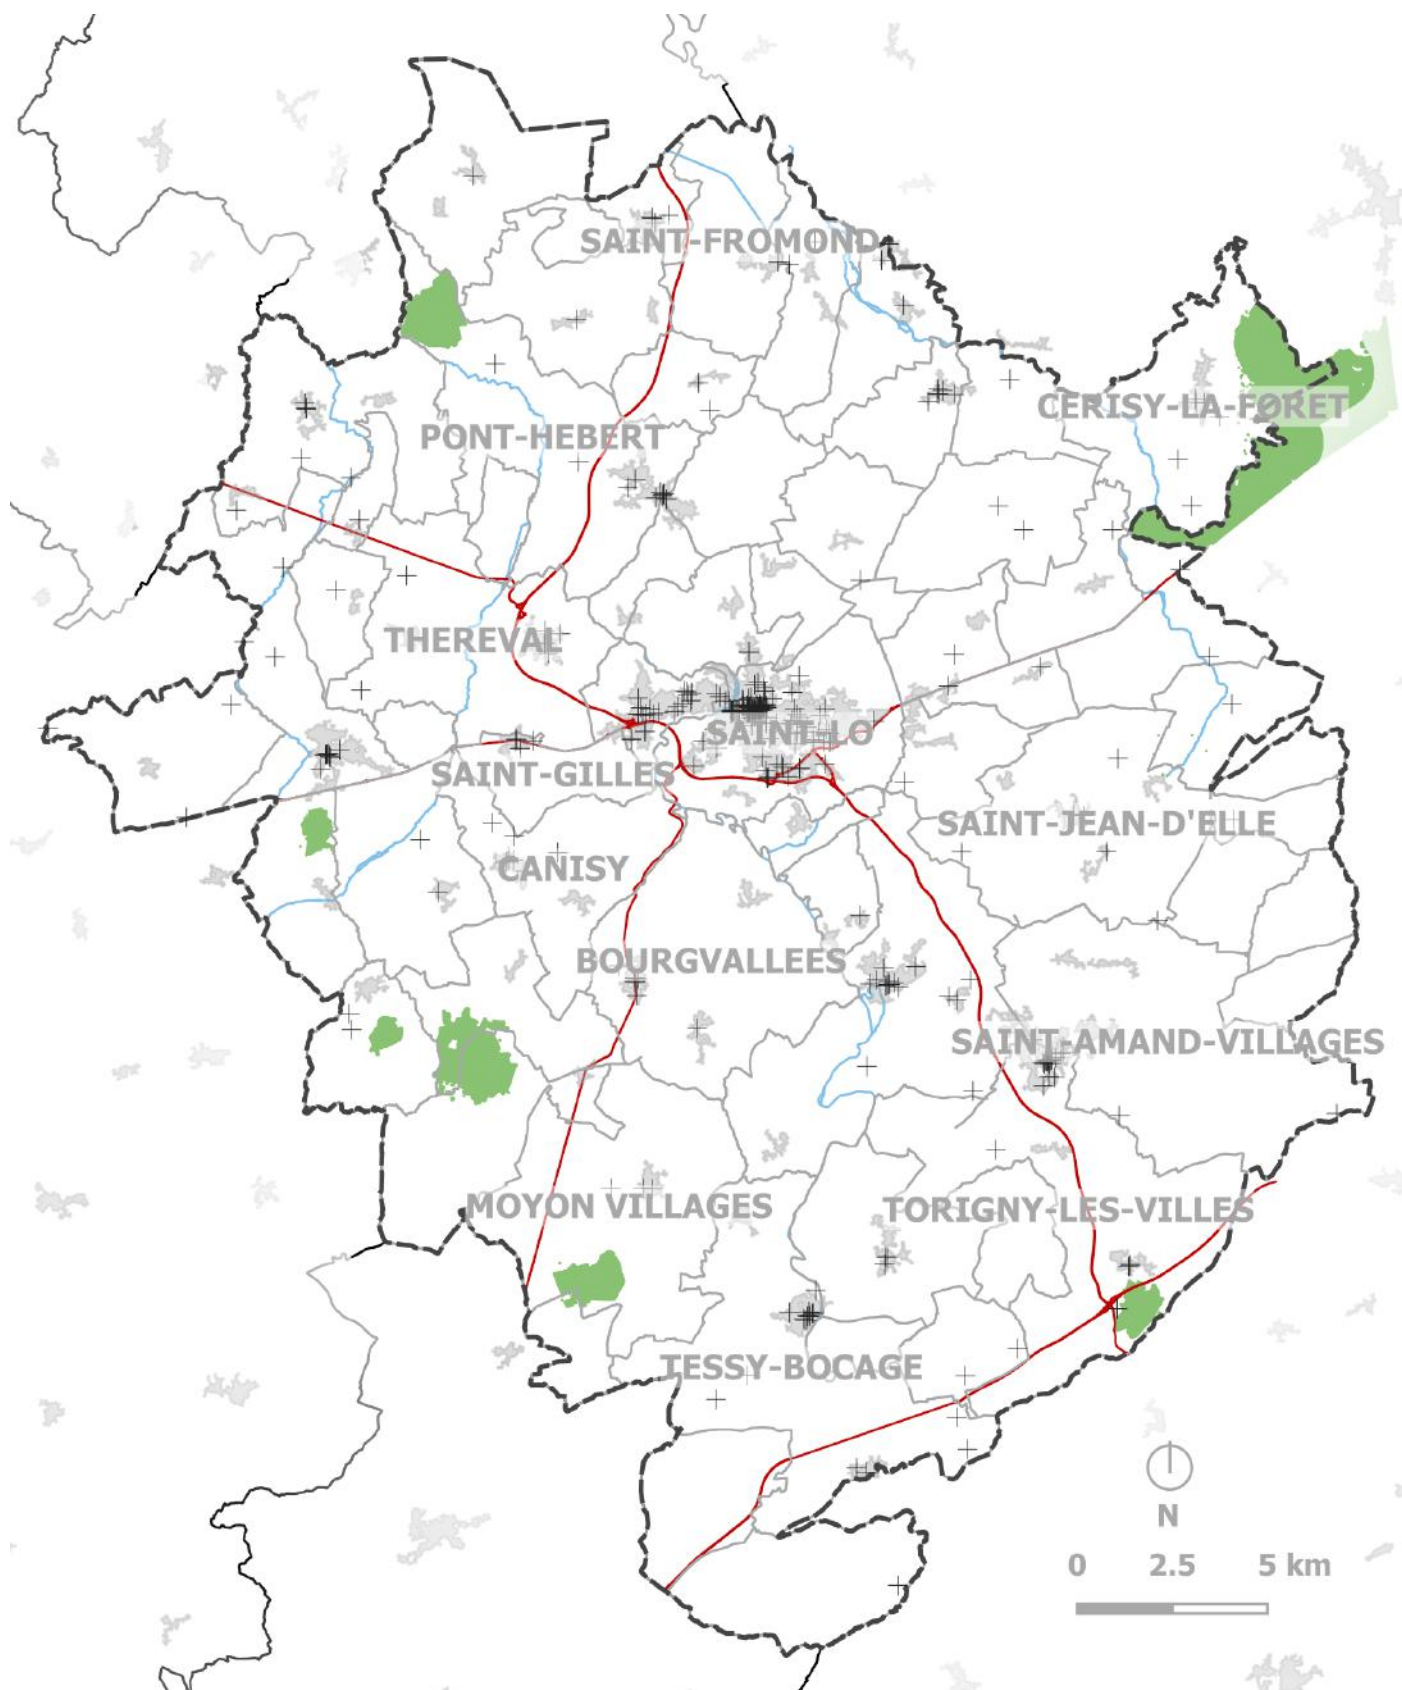 SAINT-FROMOND
CERISY-LA-FORET
PONT-HEBERT
THEREVAL
SAINT-LO
SAINT-GILLES
SAINT-JEAN-D'ELLE
CANISY
BOURGVALLEES
SAINT-AMAND-VILLAGES
MOYON VILLAGES
TORIGNY-LES-VILLES
TESSY-BOCAGE
N
0 2.5 5 km